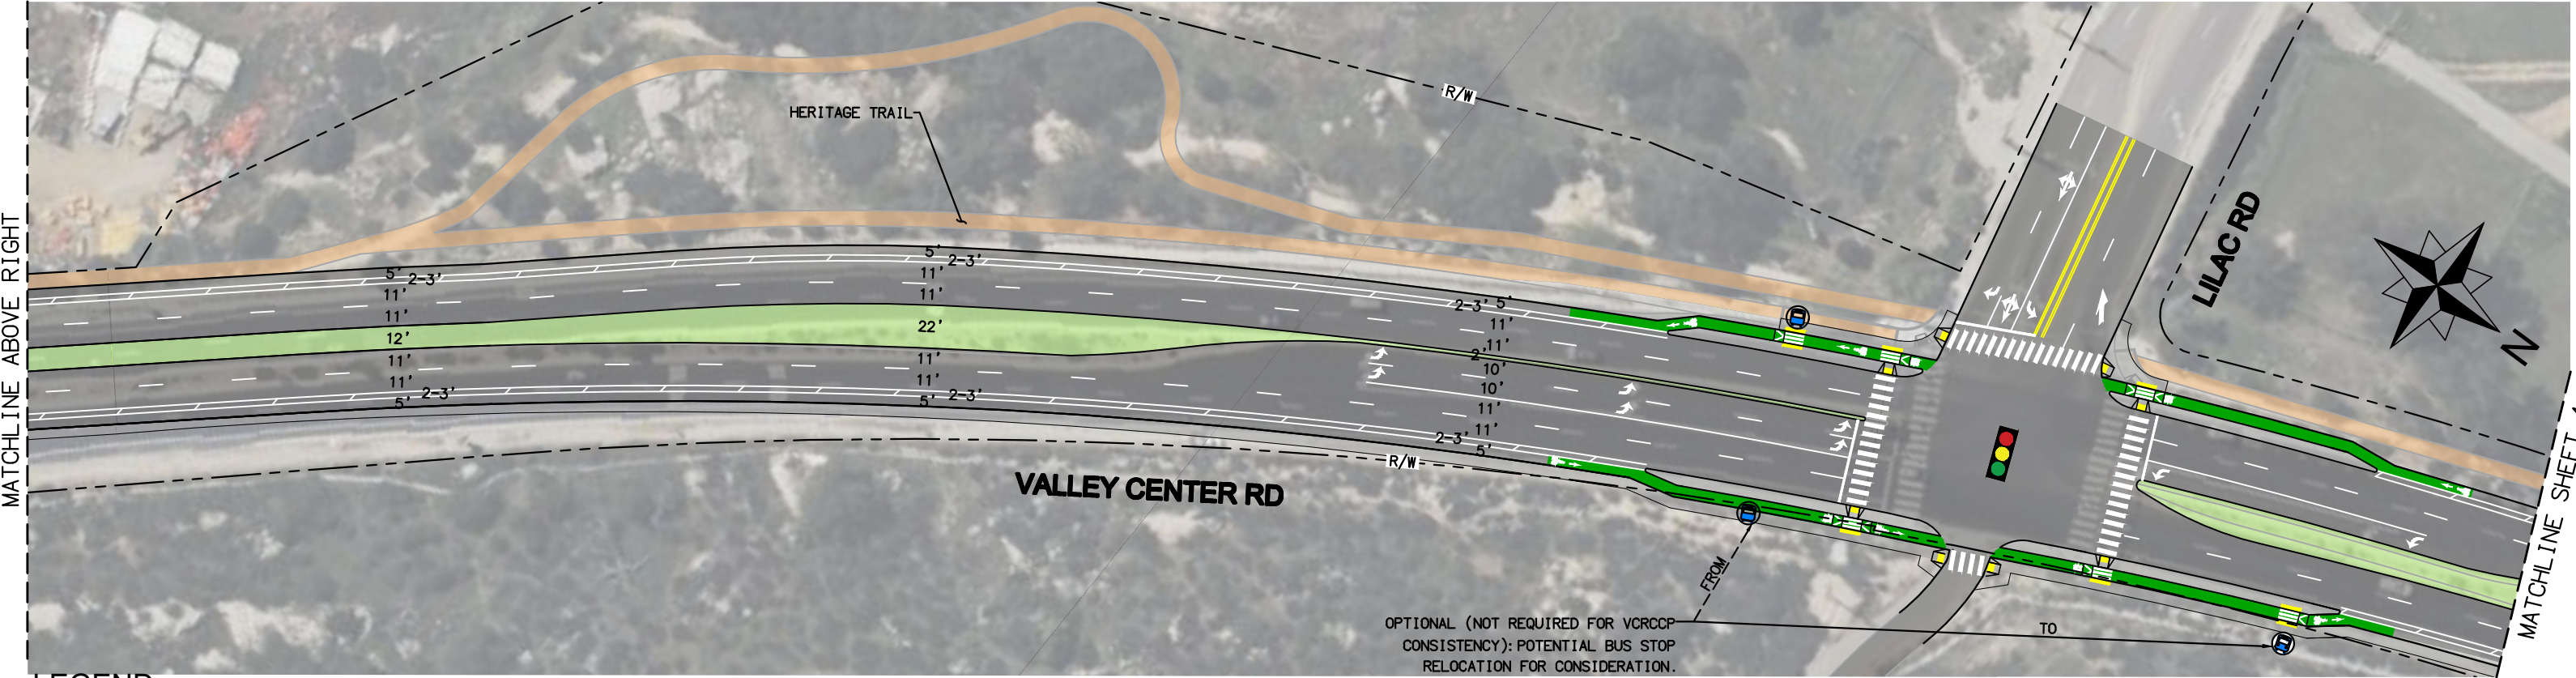 MATCHLINE ABOVE RIGHT
HERITAGE TRAIL
R/W
5'
2-3'
11'
11'
12'
11'
11'
2-3'
5'
5'
2-3'
11'
11'
22'
11'
11'
2-3'
5'
2-3' 5'
11'
11'
2'
10'
10'
11'
11'
2-3'
5'
R/W
VALLEY CENTER RD
LILAC RD
N
MATCHLINE SHEET
FROM
OPTIONAL (NOT REQUIRED FOR VCRCCP
CONSISTENCY): POTENTIAL BUS STOP
RELOCATION FOR CONSIDERATION.
TO
LEGEND